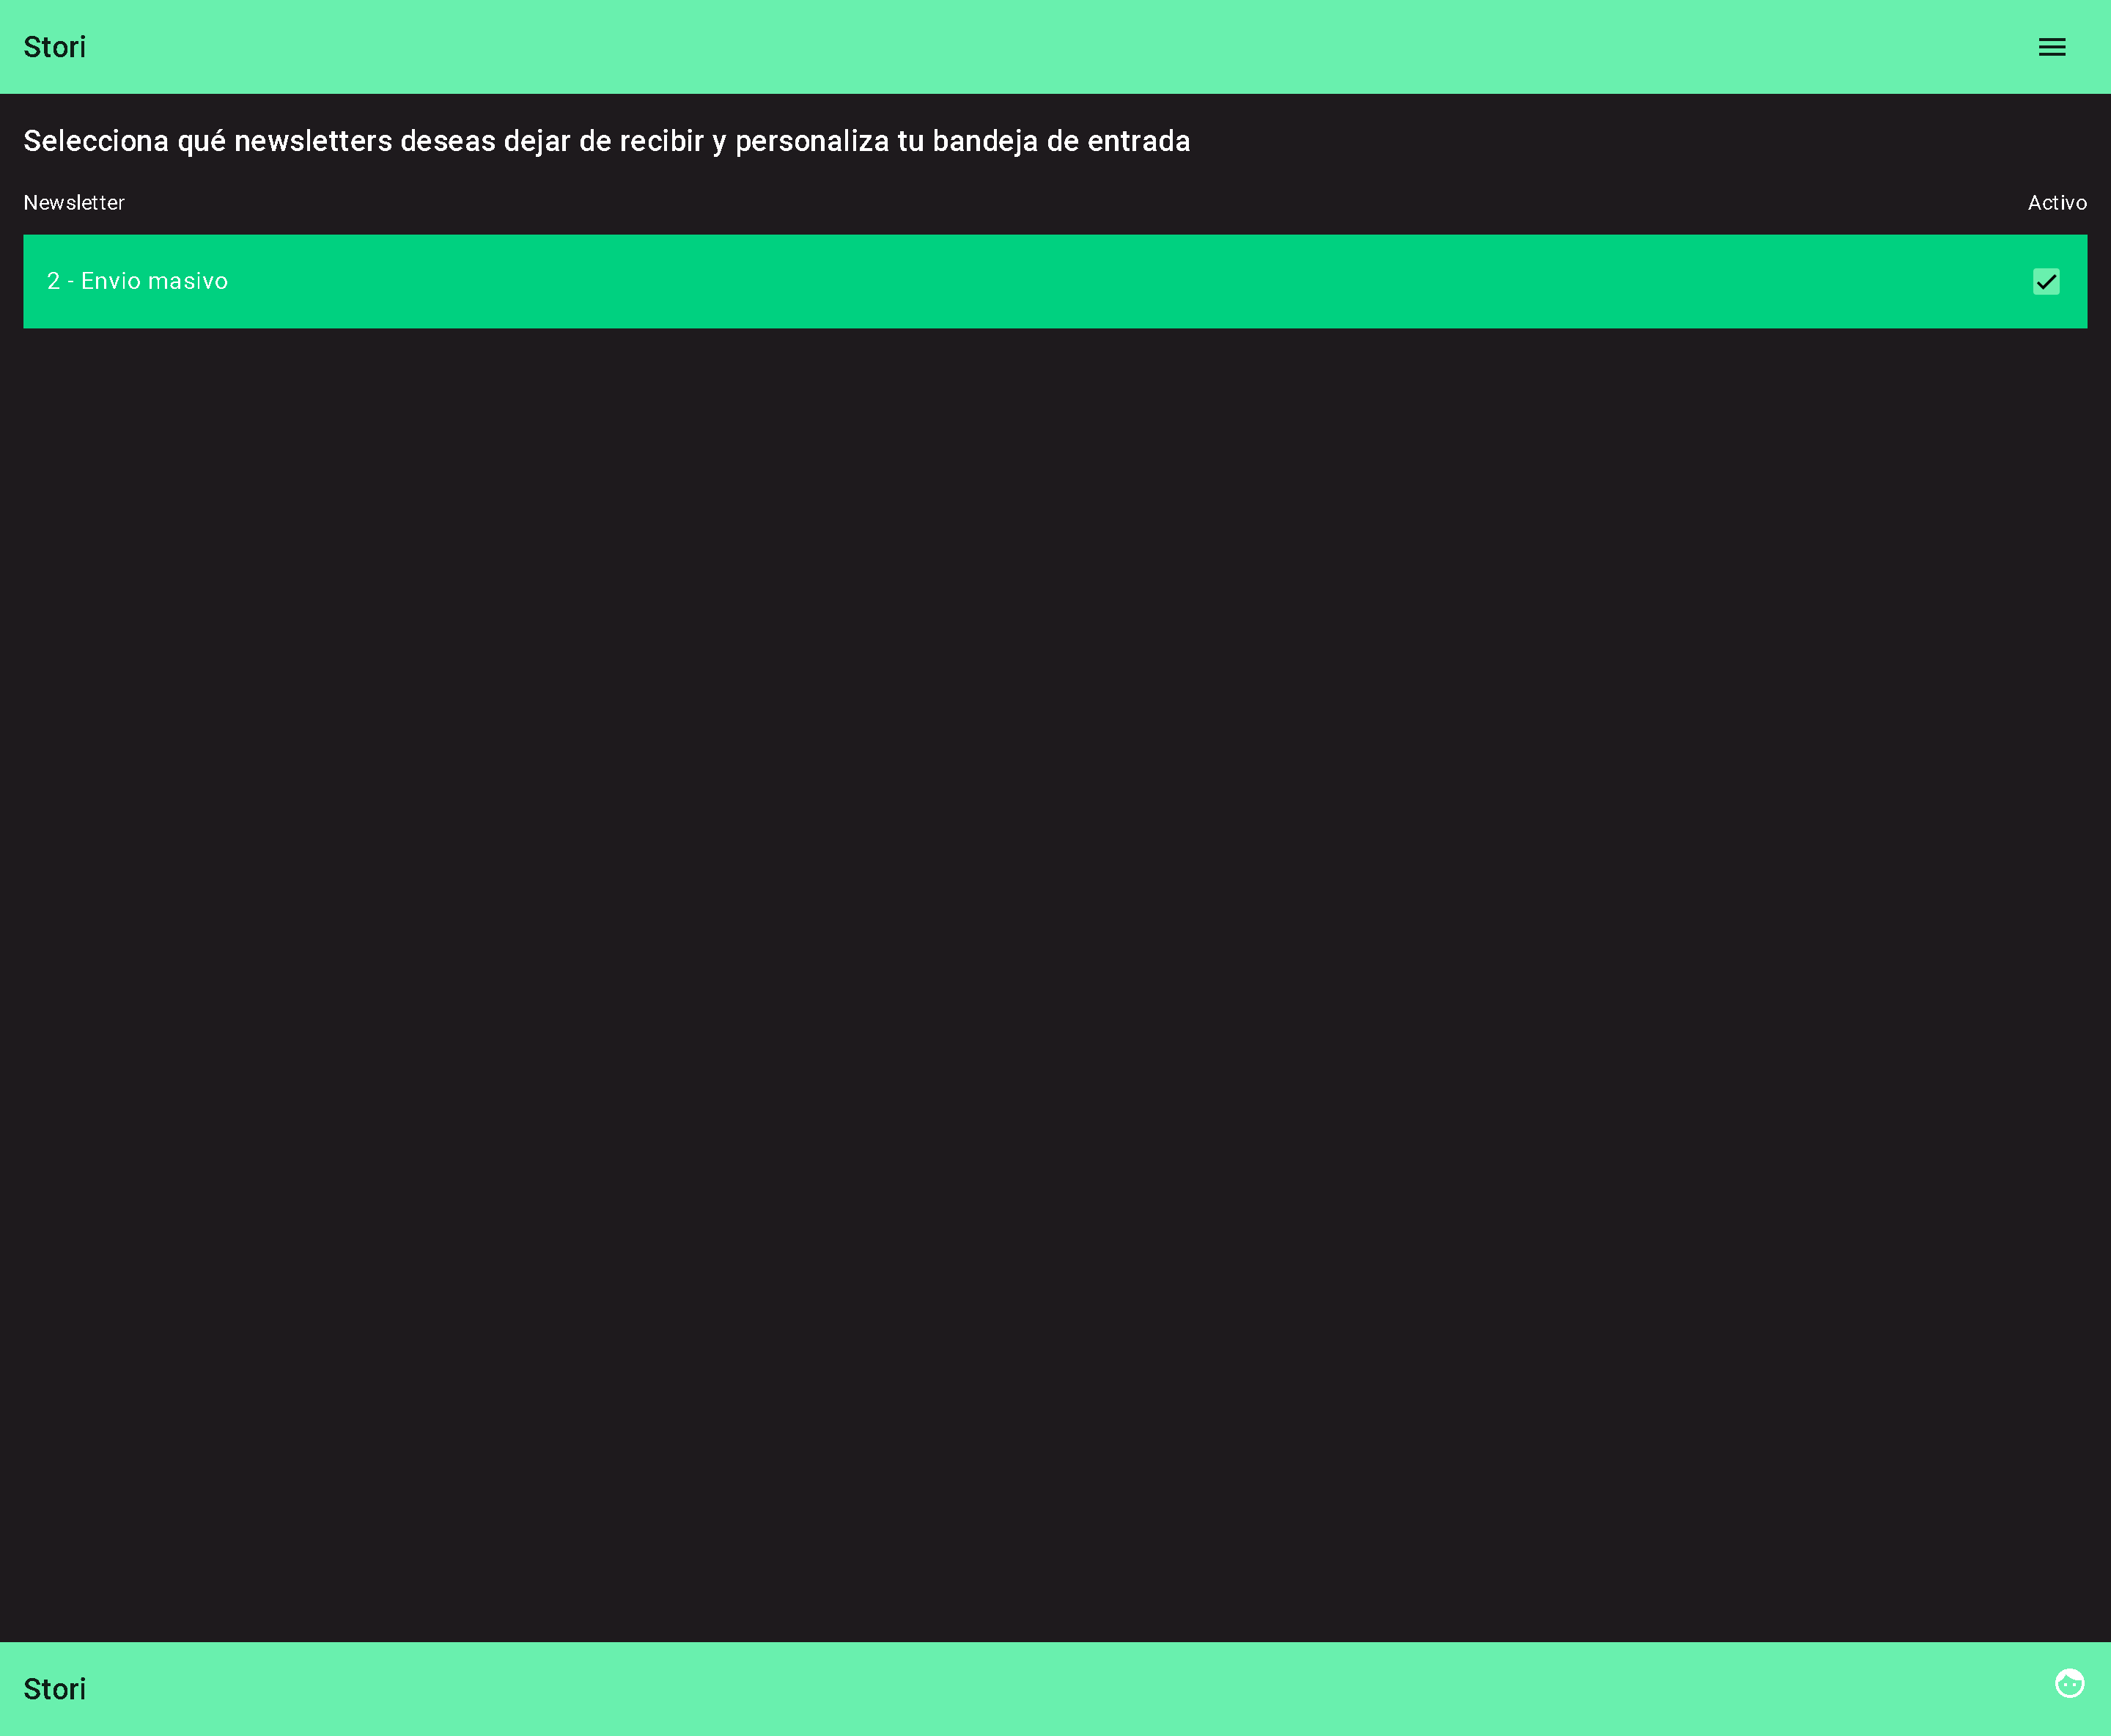 Stori
Selecciona qué newsletters deseas dejar de recibir y personaliza tu bandeja de entrada
Newsletter Activo
2 - Envio masivo
Stori